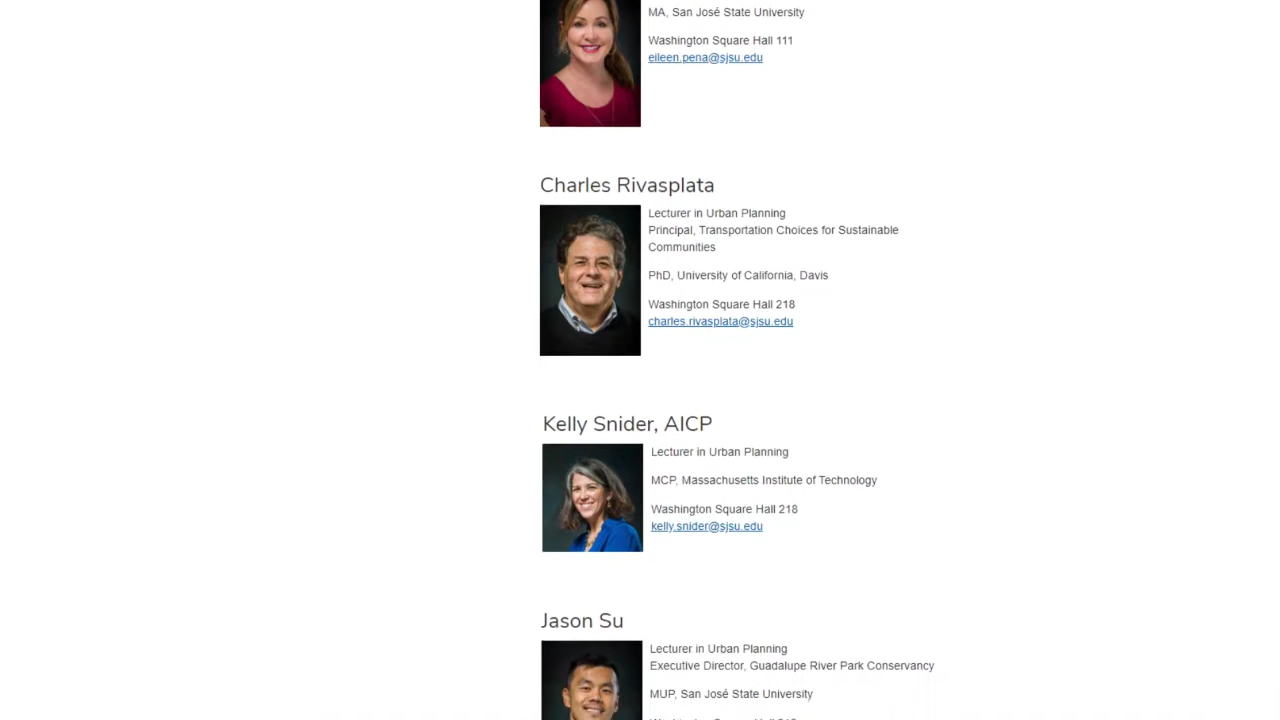 MA, San José State University
Washington Square Hall 111
eileen.pena@sjsu.edu
Charles Rivasplata
Lecturer in Urban Planning
Principal, Transportation Choices for Sustainable
Communities
PhD, University of California, Davis
Washington Square Hall 218
charles.rivasplata@sjsu.edu
Kelly Snider, AICP
Lecturer in Urban Planning
MCP, Massachusetts Institute of Technology
Washington Square Hall 218
kelly.snider@sjsu.edu
Jason Su
Lecturer in Urban Planning
Executive Director, Guadalupe River Park Conservancy
MUP, San José State University